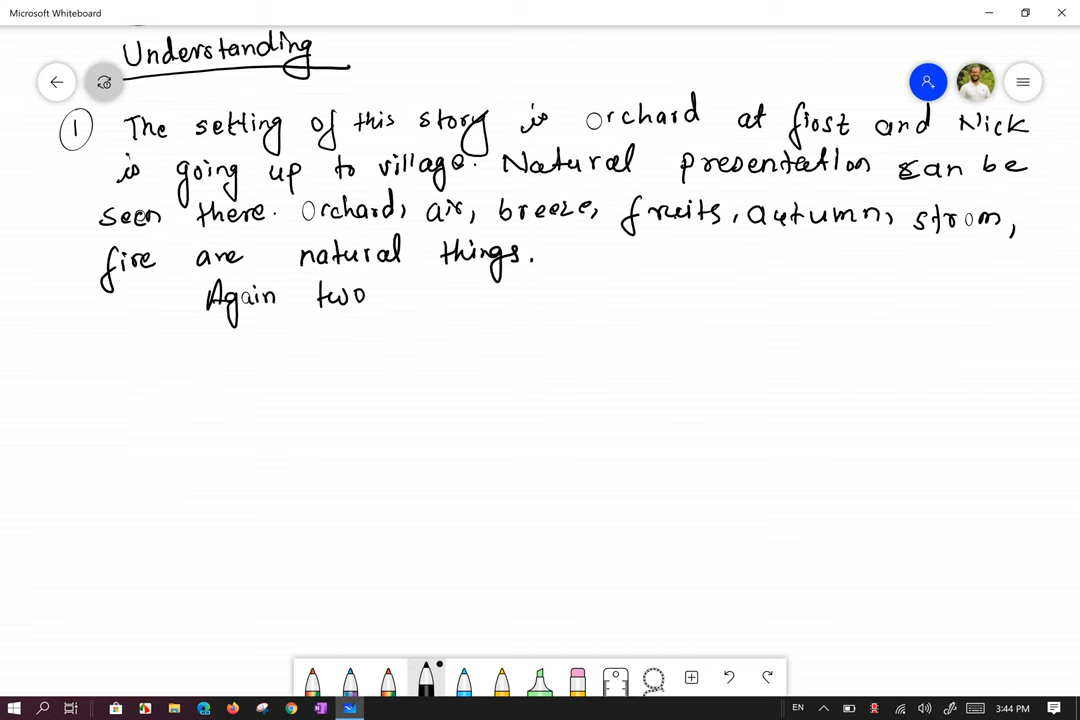 Microsoft Whiteboard
Understanding
1 The setting of this story is orchard at first and Nick
is going up to village. Natural presentation can be
seen there. Orchard, air, breeze, fruits, autumn, strom,
fire are natural things.
Again two
EN 3:44 PM